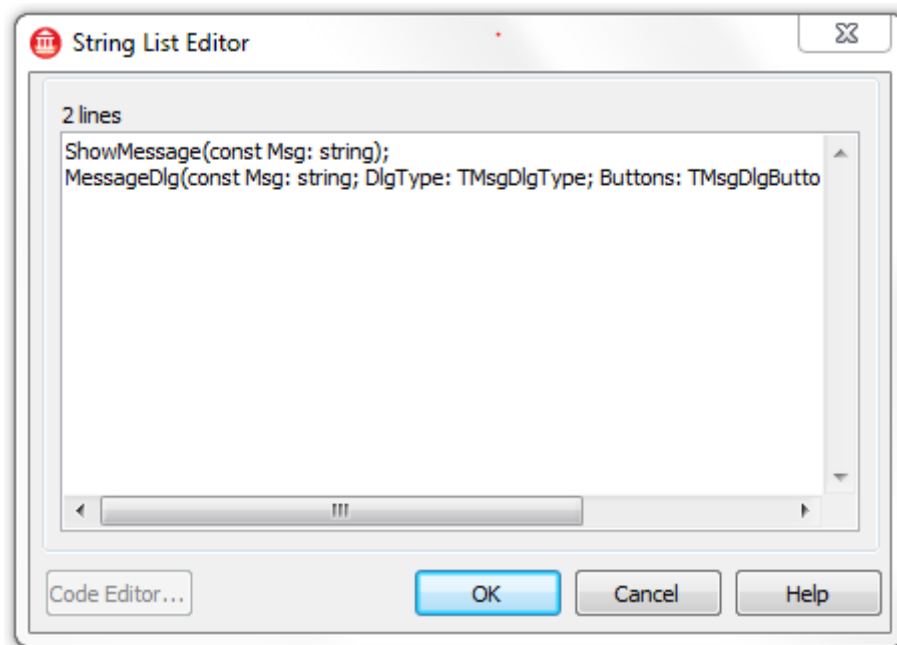 String List Editor
2 lines
ShowMessage(const Msg: string);
MessageDlg(const Msg: string; DlgType: TMsgDlgType; Buttons: TMsgDlgButto
Code Editor...
OK
Cancel
Help